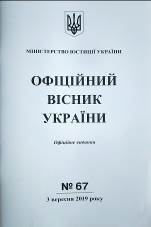 МІНІСТЕРСТВО ЮСТИЦІЇ УКРАЇНИ
ОФІЦІЙНИЙ
ВІСНИК
УКРАЇНИ
Офіційне видання
№ 67
3 вересня 2019 року